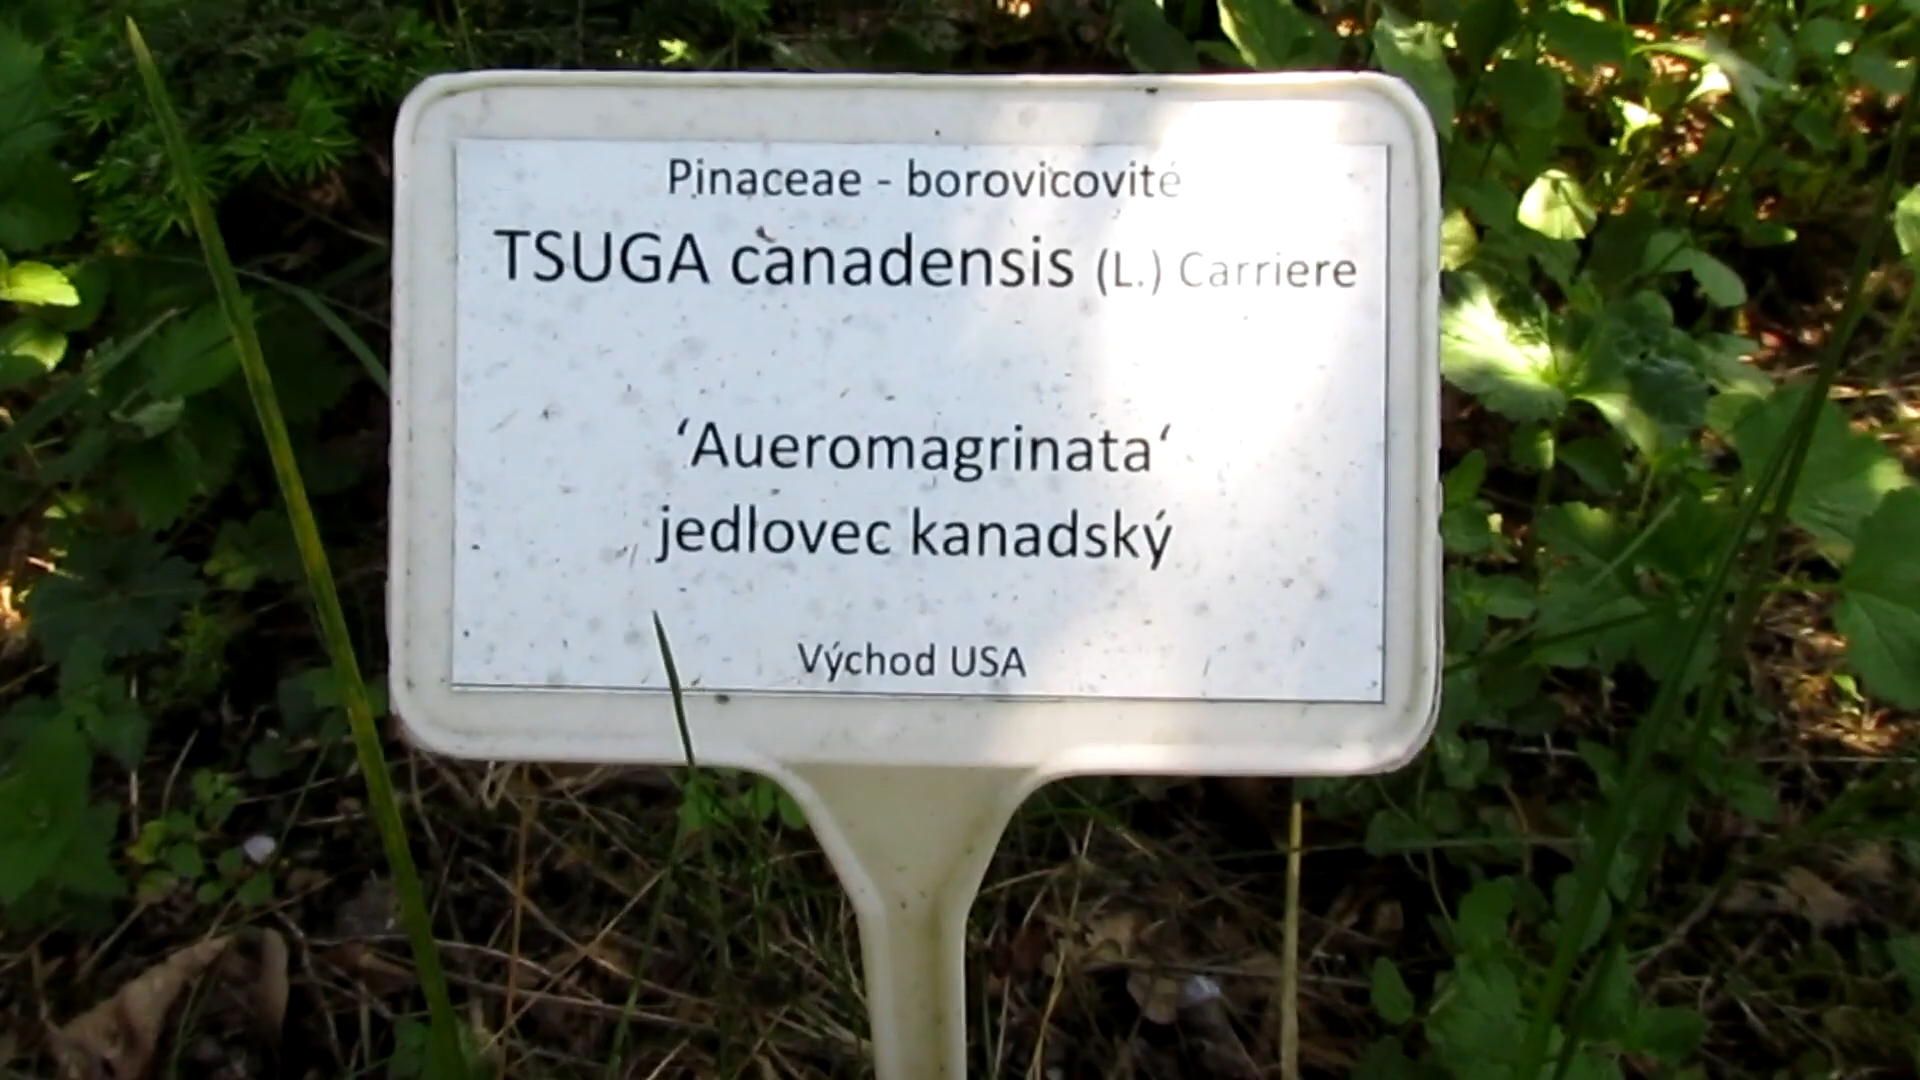 Pinaceae - borovicovité
TSUGA canadensis (L.) Carriere
‘Aueromagrinata‘
jedlovec kanadský
Východ USA